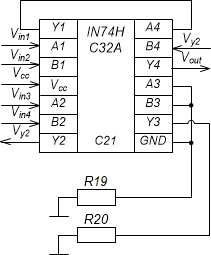 Y1 IN74H A4
Vin1 A1 C32A B4 Vy2
Vin2 B1 Y4 Vout
Vcc Vcc A3
Vin3 A2 B3
Vin4 B2 Y3
Vy2 Y2 C21 GND
R19
R20